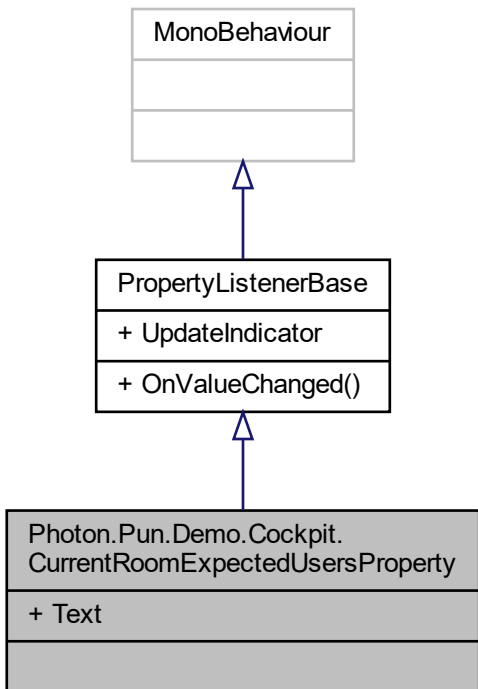 MonoBehaviour
PropertyListenerBase
+ UpdateIndicator
+ OnValueChanged()
Photon.Pun.Demo.Cockpit.
CurrentRoomExpectedUsersProperty
+ Text